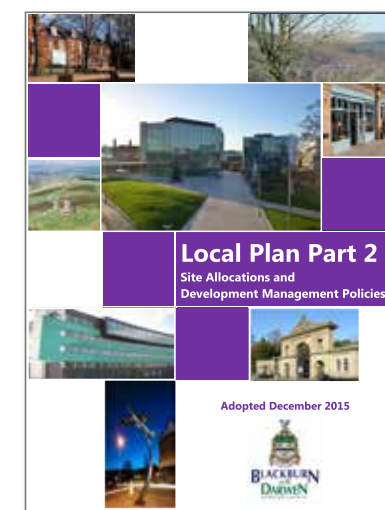 Local Plan Part 2
Site Allocations and
Development Management Policies
Adopted December 2015
BLACKBURN
DARWEN